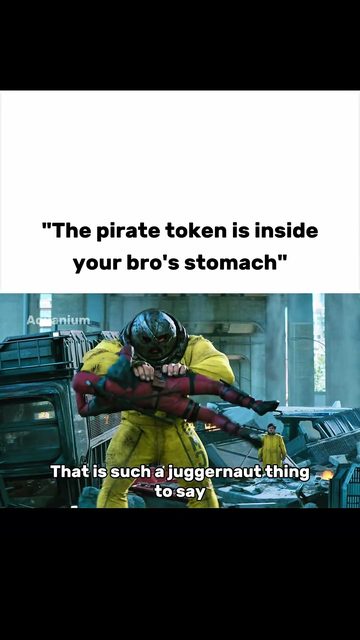 "The pirate token is inside
your bro's stomach"
Aquanium
That is such a juggernaut thing
to say